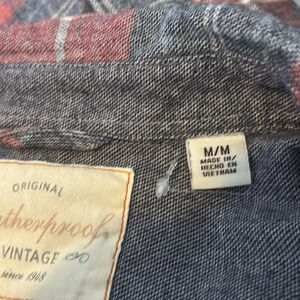 M/M
MADE IN/
HECHO EN
VIETNAM
ORIGINAL
atherproof®
VINTAGE
since 1948